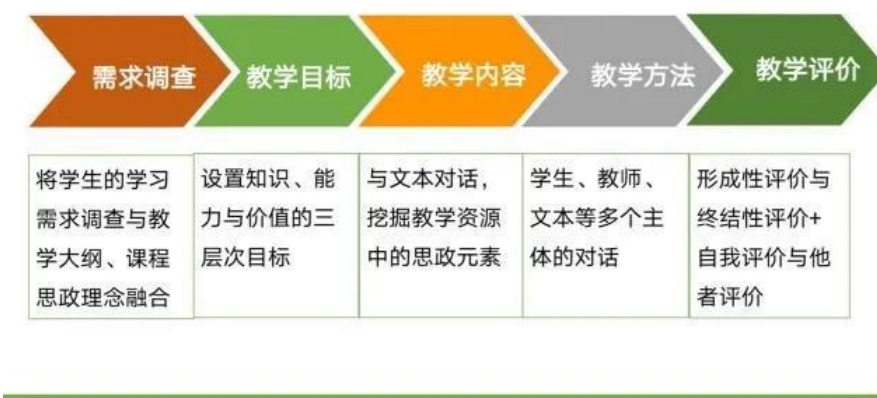 需求调查
教学目标
教学内容
教学方法
教学评价
将学生的学习
需求调查与教
学大纲、课程
思政理念融合
设置知识、能
力与价值的三
层次目标
与文本对话，
挖掘教学资源
中的思政元素
学生、教师、
文本等多个主
体的对话
形成性评价与
终结性评价+
自我评价与他
者评价